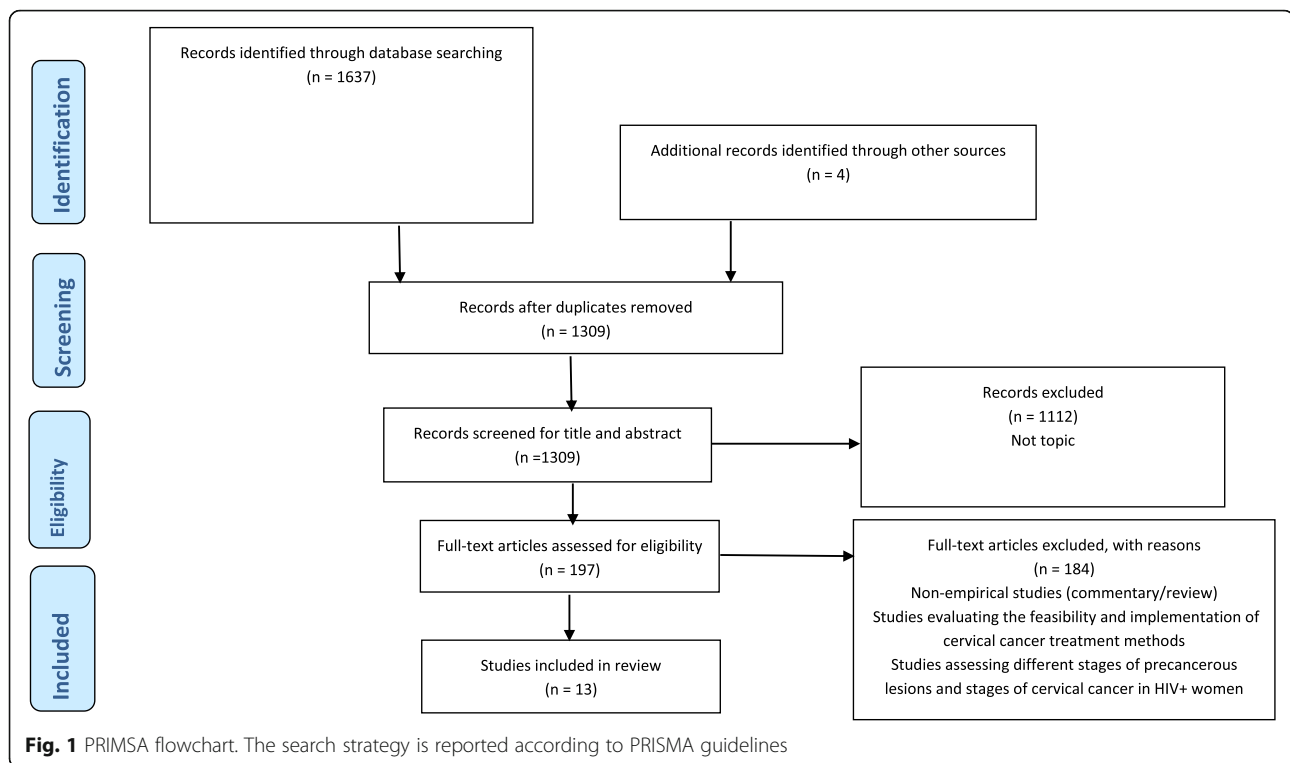 Identification
Records identified through database searching
(n = 1637)
Additional records identified through other sources
(n = 4)
Screening
Records after duplicates removed
(n = 1309)
Records screened for title and abstract
(n =1309)
Records excluded
(n = 1112)
Not topic
Eligibility
Full-text articles assessed for eligibility
(n = 197)
Full-text articles excluded, with reasons
(n = 184)
Non-empirical studies (commentary/review)
Studies evaluating the feasibility and implementation of
cervical cancer treatment methods
Studies assessing different stages of precancerous
lesions and stages of cervical cancer in HIV+ women
Included
Studies included in review
(n = 13)
Fig. 1 PRIMSA flowchart. The search strategy is reported according to PRISMA guidelines